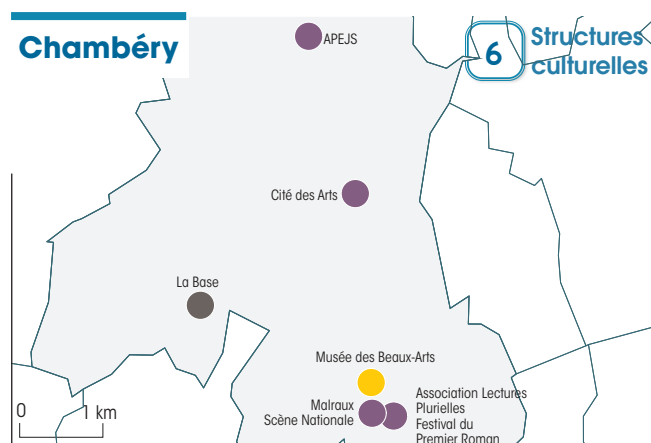 Chambéry
6
Structures
culturelles
APEJS
Cité des Arts
La Base
Musée des Beaux-Arts
Malraux
Scène Nationale
Association Lectures
Plurielles
Festival du
Premier Roman
0 1 km